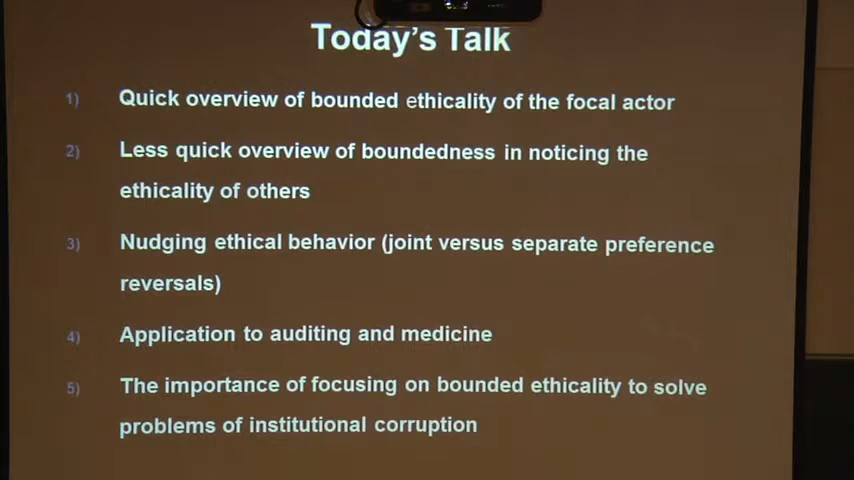 Today's Talk
1) Quick overview of bounded ethicality of the focal actor
2) Less quick overview of boundedness in noticing the
ethicality of others
3) Nudging ethical behavior (joint versus separate preference
reversals)
4) Application to auditing and medicine
5) The importance of focusing on bounded ethicality to solve
problems of institutional corruption